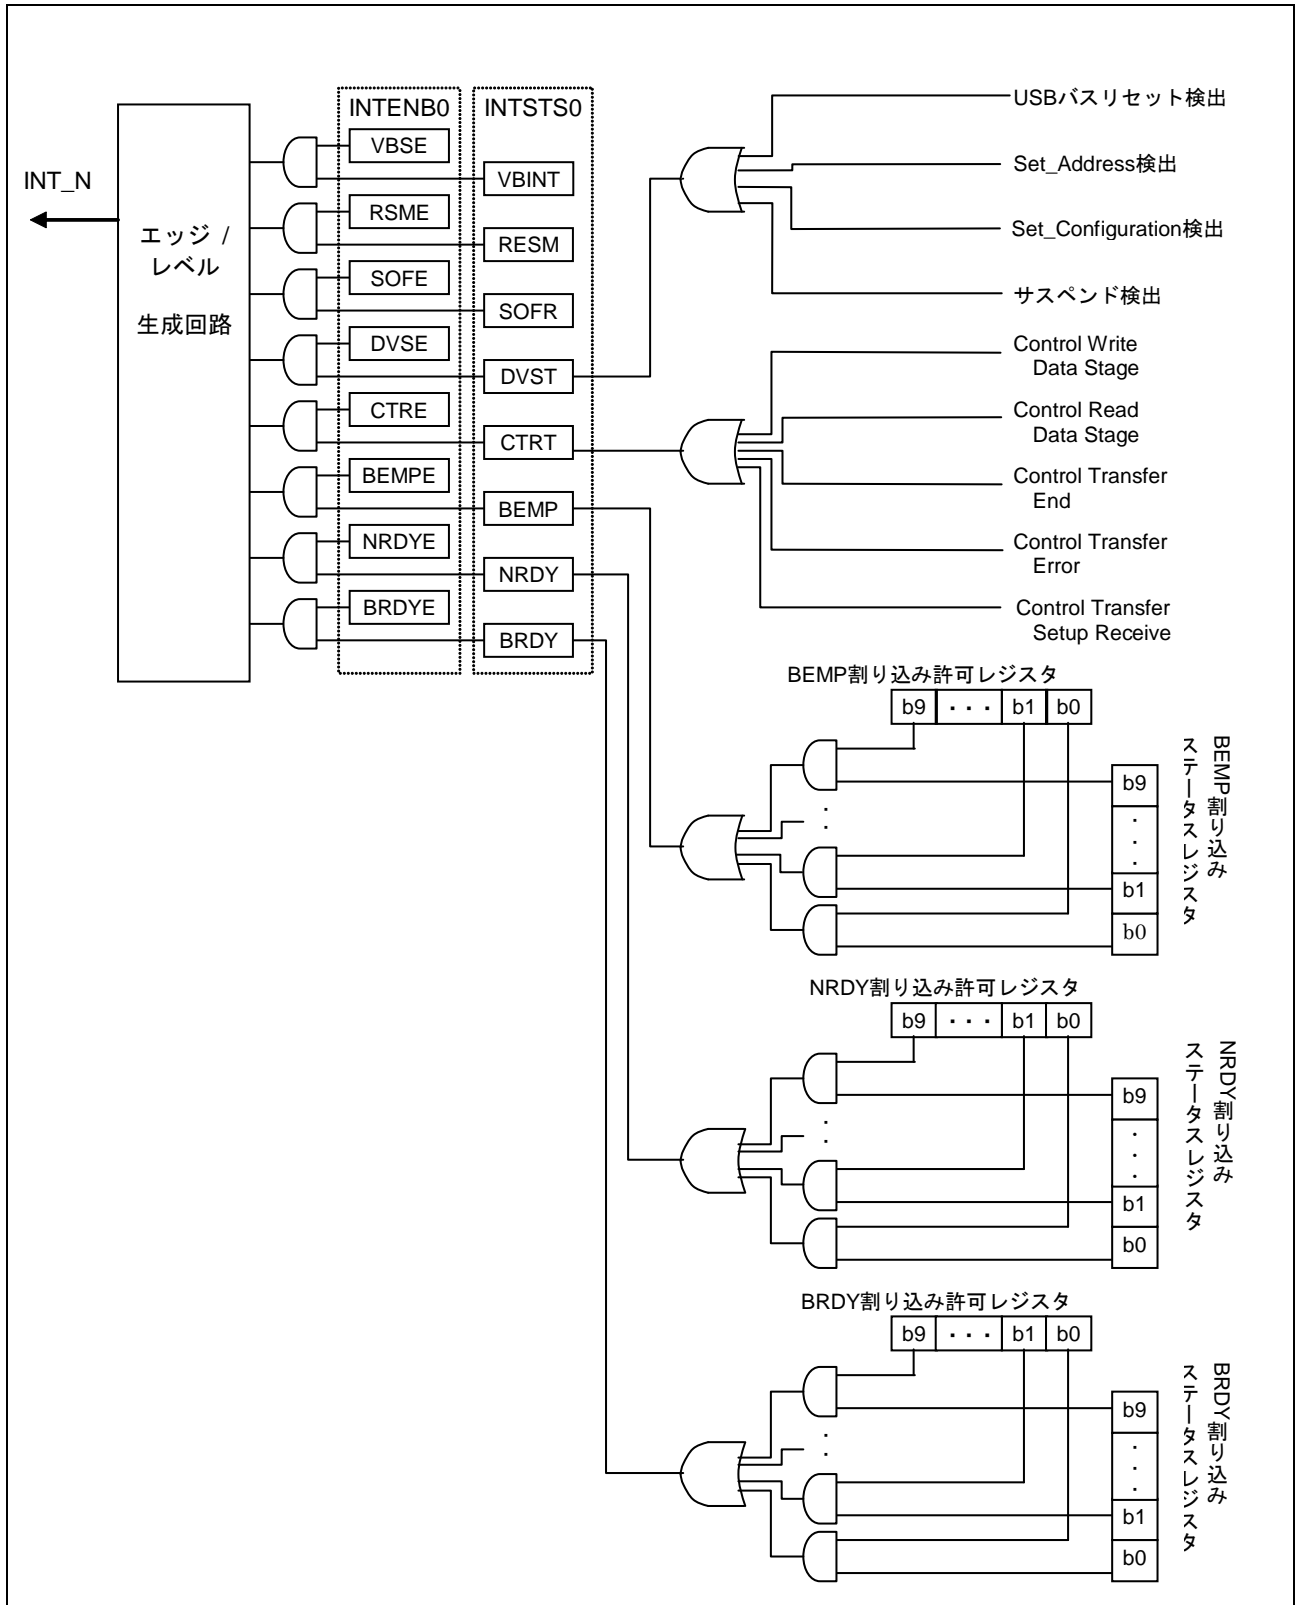 INT_N
エッジ /
レベル
生成回路
INTENB0
VBSE
RSME
SOFE
DVSE
CTRE
BEMPE
NRDYE
BRDYE
INTSTS0
VBINT
RESM
SOFR
DVST
CTRT
BEMP
NRDY
BRDY
USBバスリセット検出
Set_Address検出
Set_Configuration検出
サスペンド検出
Control Write
Data Stage
Control Read
Data Stage
Control Transfer
End
Control Transfer
Error
Control Transfer
Setup Receive
BEMP割り込み許可レジスタ
b9 ・・・ b1 b0
BEMP割り込み
ステータスレジスタ
b9
・・・
b1
b0
NRDY割り込み許可レジスタ
b9 ・・・ b1 b0
NRDY割り込み
ステータスレジスタ
b9
・・・
b1
b0
BRDY割り込み許可レジスタ
b9 ・・・ b1 b0
BRDY割り込み
ステータスレジスタ
b9
・・・
b1
b0